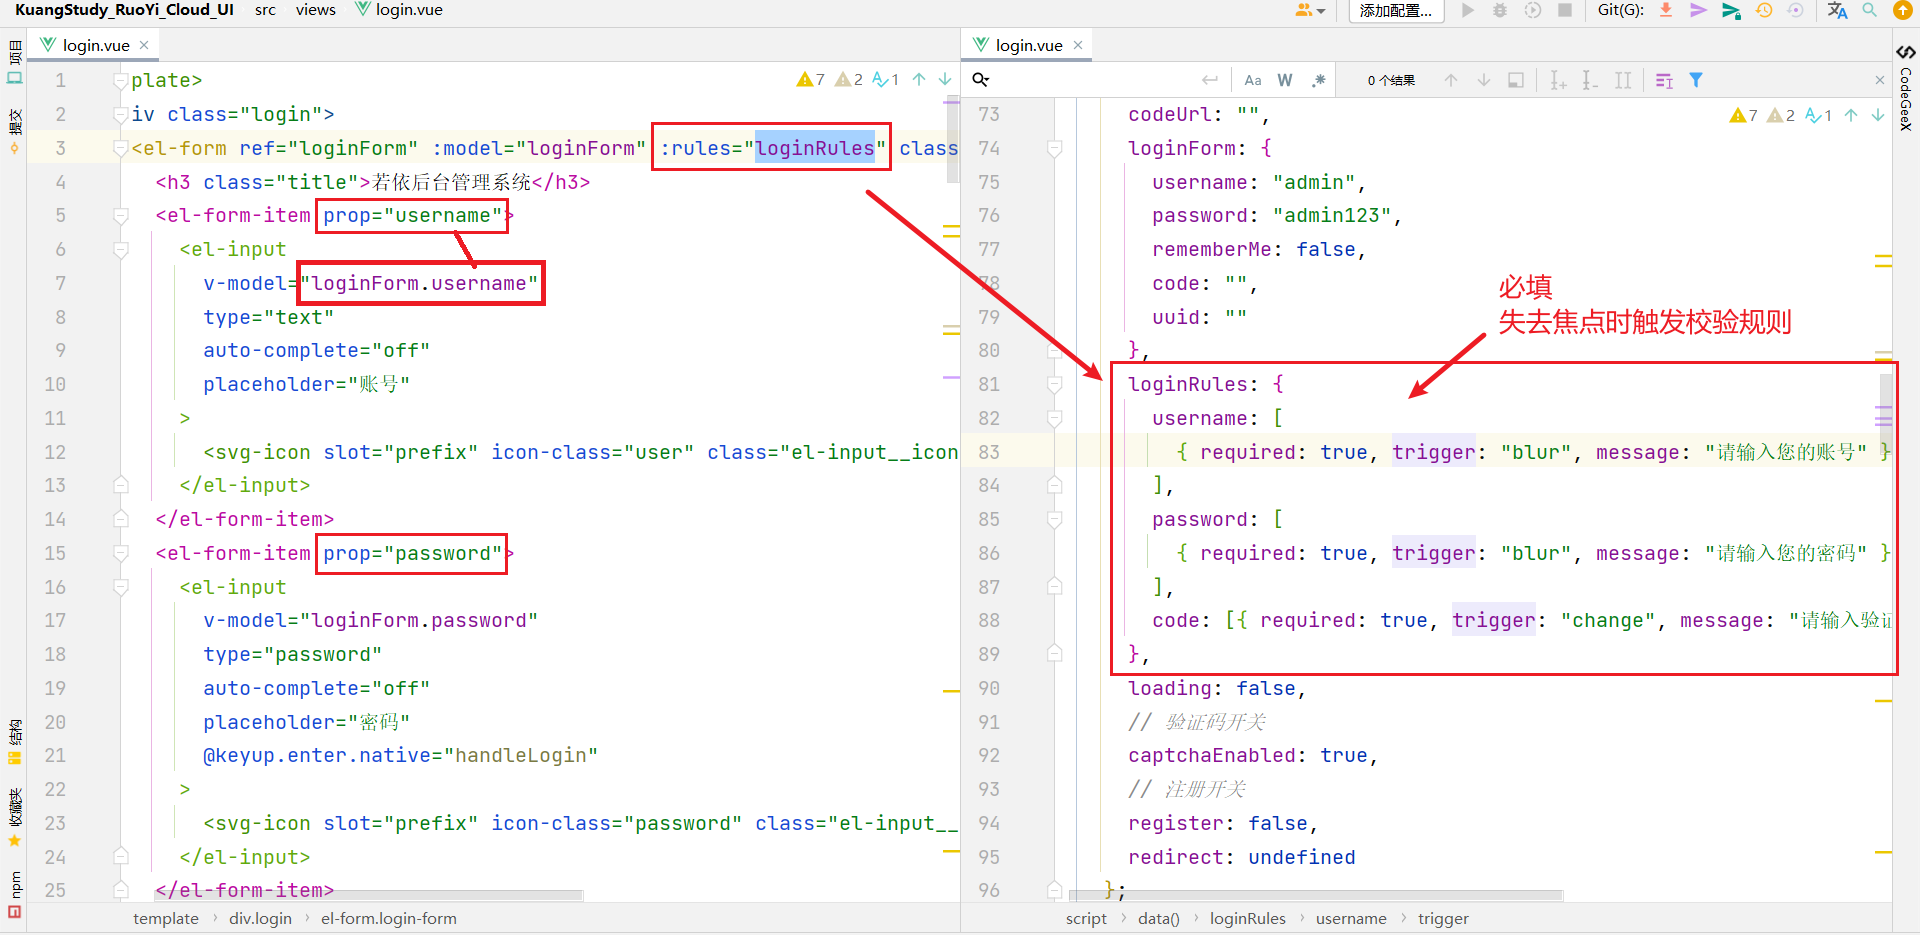 KuangStudy_RuoYi_Cloud_UI src views login.vue
添加配置... Git(G):
login.vue
login.vue
项目
提交
结构
收藏夹
npm
CodeGeeX
Aa W .* 0 个结果
7 2 1
7 2 1
1 plate>
2 iv class="login">
3 <el-form ref="loginForm" :model="loginForm" :rules="loginRules" class
4 <h3 class="title">若依后台管理系统</h3>
5 <el-form-item prop="username">
6 <el-input
7 v-model="loginForm.username"
8 type="text"
9 auto-complete="off"
10 placeholder="账号"
11 >
12 <svg-icon slot="prefix" icon-class="user" class="el-input__icon
13 </el-input>
14 </el-form-item>
15 <el-form-item prop="password">
16 <el-input
17 v-model="loginForm.password"
18 type="password"
19 auto-complete="off"
20 placeholder="密码"
21 @keyup.enter.native="handleLogin"
22 >
23 <svg-icon slot="prefix" icon-class="password" class="el-input__
24 </el-input>
25 </el-form-item>
template › div.login › el-form.login-form
73 codeUrl: "",
74 loginForm: {
75 username: "admin",
76 password: "admin123",
77 rememberMe: false,
78 code: "",
79 uuid: ""
80 },
必填
失去焦点时触发校验规则
81 loginRules: {
82 username: [
83 { required: true, trigger: "blur", message: "请输入您的账号" }
84 ],
85 password: [
86 { required: true, trigger: "blur", message: "请输入您的密码" }
87 ],
88 code: [{ required: true, trigger: "change", message: "请输入验证
89 },
90 loading: false,
91 // 验证码开关
92 captchaEnabled: true,
93 // 注册开关
94 register: false,
95 redirect: undefined
96 };
script › data() › loginRules › username › trigger